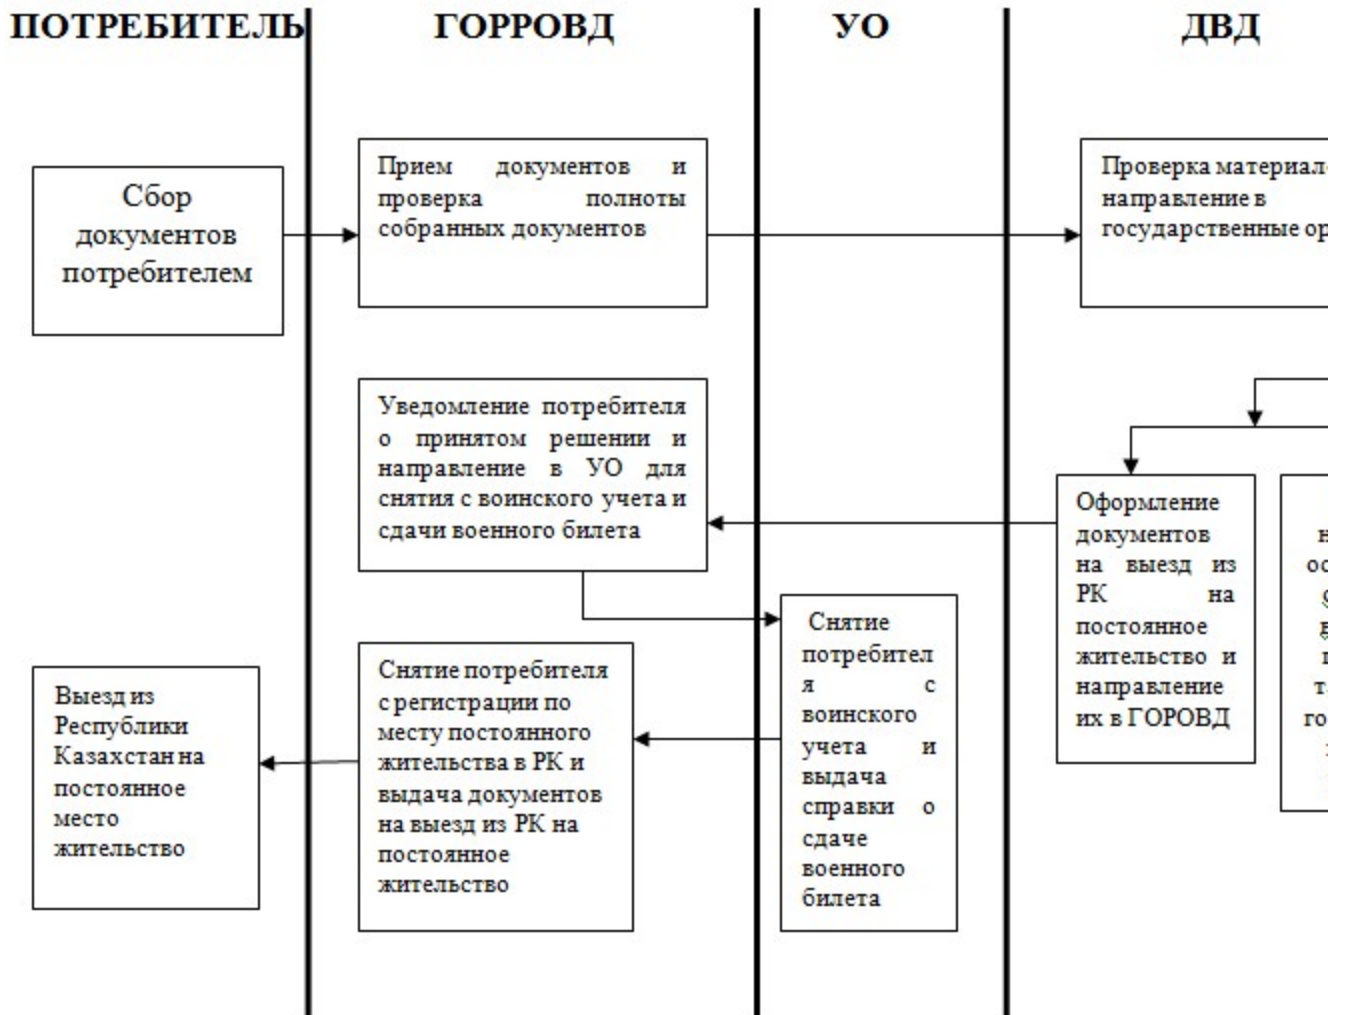 ПОТРЕБИТЕЛЬ
ГОРРОВД
УО
ДВД
Сбор
документов
потребителем
Прием документов и
проверка полноты
собранных документов
Проверка
направление в
государственные
Уведомление потребителя
о принятом решении и
направление в УО для
снятия с воинского учета и
сдачи военного билета
Оформление
документов
на выезд из
РК на
постоянное
жительство и
направление
их в ГОРОВД
Снятие
потребител
я с
воинского
учета и
выдача
справки о
сдаче
военного
билета
Снятие потребителя
с регистрации по
месту постоянного
жительства в РК и
выдача документов
на выезд из РК на
постоянное
жительство
Выезд из
Республики
Казахстан на
постоянное
место
жительство